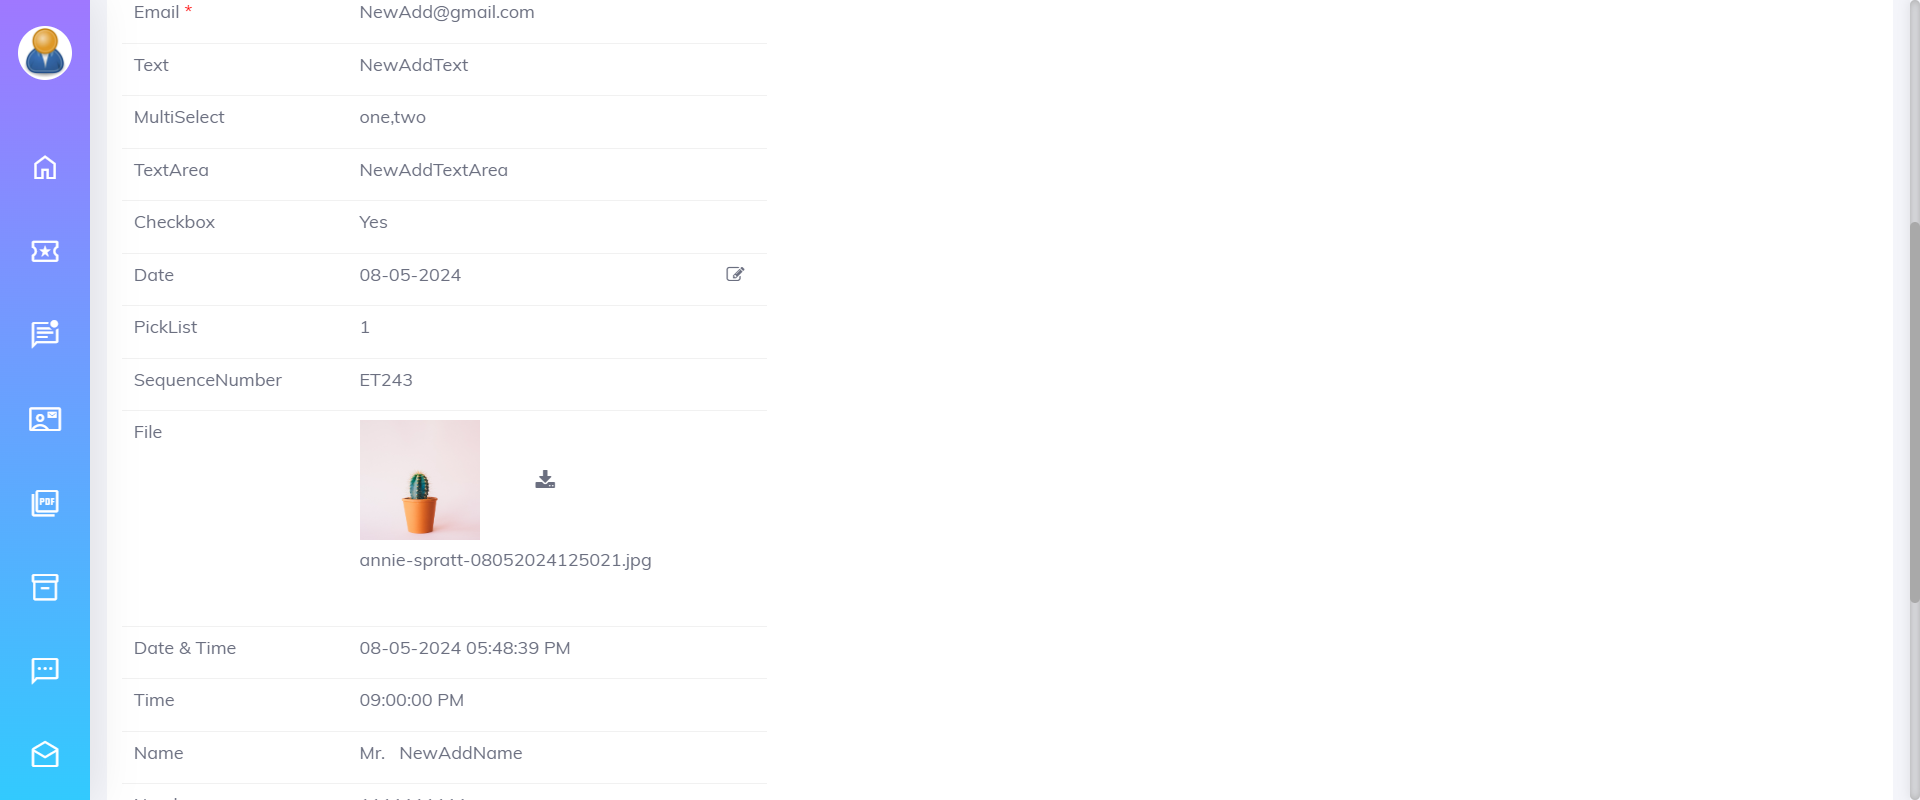 Email * NewAdd@gmail.com
Text NewAddText
MultiSelect one,two
TextArea NewAddTextArea
Checkbox Yes
Date 08-05-2024
PickList 1
SequenceNumber ET243
File
annie-spratt-08052024125021.jpg
Date & Time 08-05-2024 05:48:39 PM
Time 09:00:00 PM
Name Mr. NewAddName
PDF